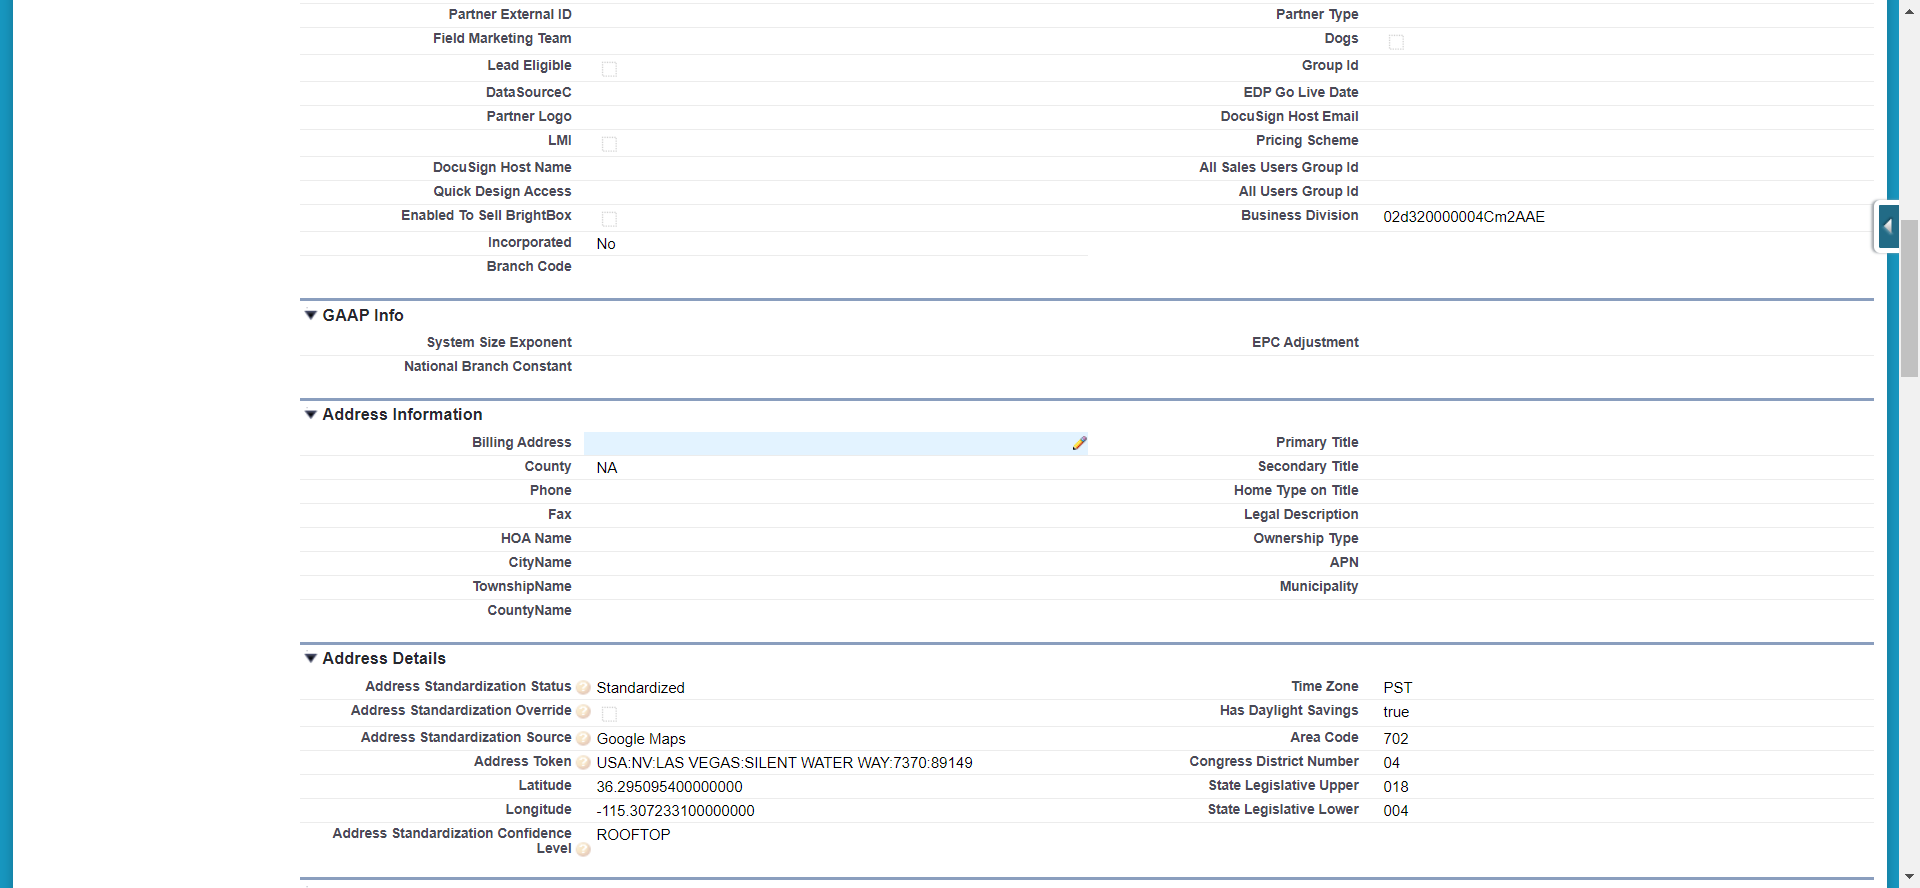 Partner External ID Partner Type
Field Marketing Team Dogs
Lead Eligible Group Id
DataSourceC EDP Go Live Date
Partner Logo DocuSign Host Email
LMI Pricing Scheme
DocuSign Host Name All Sales Users Group Id
Quick Design Access All Users Group Id
Enabled To Sell BrightBox Business Division 02d320000004Cm2AAE
Incorporated No
Branch Code
GAAP Info
System Size Exponent EPC Adjustment
National Branch Constant
Address Information
Billing Address Primary Title
County NA Secondary Title
Phone Home Type on Title
Fax Legal Description
HOA Name Ownership Type
CityName APN
TownshipName Municipality
CountyName
Address Details
Address Standardization Status ? Standardized Time Zone PST
Address Standardization Override ? Has Daylight Savings true
Address Standardization Source ? Google Maps Area Code 702
Address Token ? USA:NV:LAS VEGAS:SILENT WATER WAY:7370:89149 Congress District Number 04
Latitude 36.295095400000000 State Legislative Upper 018
Longitude -115.307233100000000 State Legislative Lower 004
Address Standardization Confidence ROOFTOP
Level ?